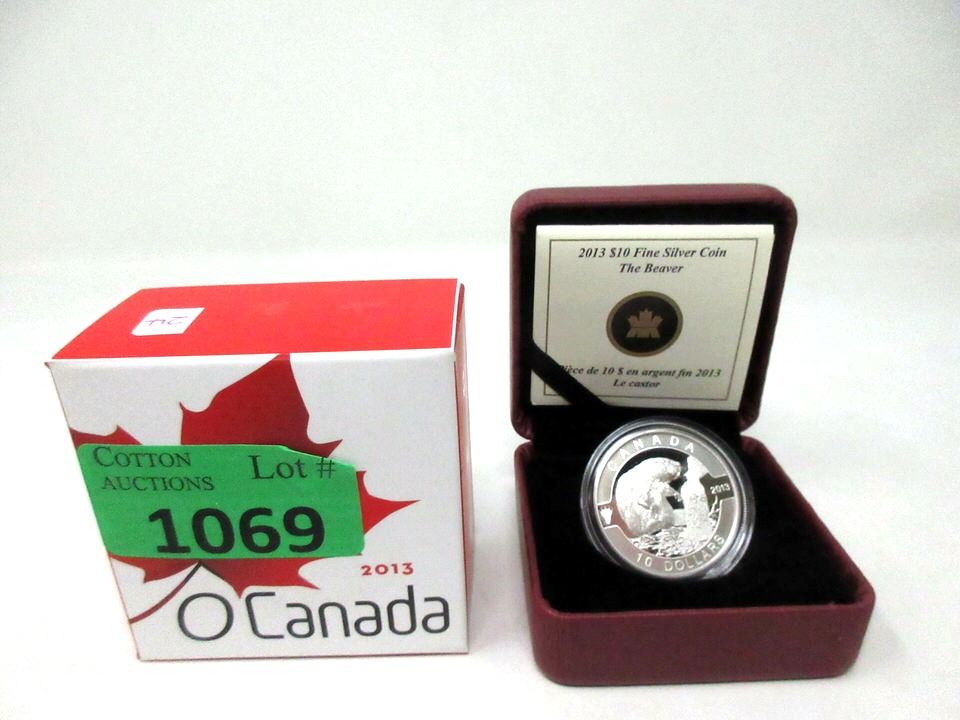 COTTON
AUCTIONS
Lot #
1069
2013
O Canada
2013 $10 Fine Silver Coin
The Beaver
ièce de 10 $ en argent fin 2013
Le castor
CANADA
2013
10 DOLLARS